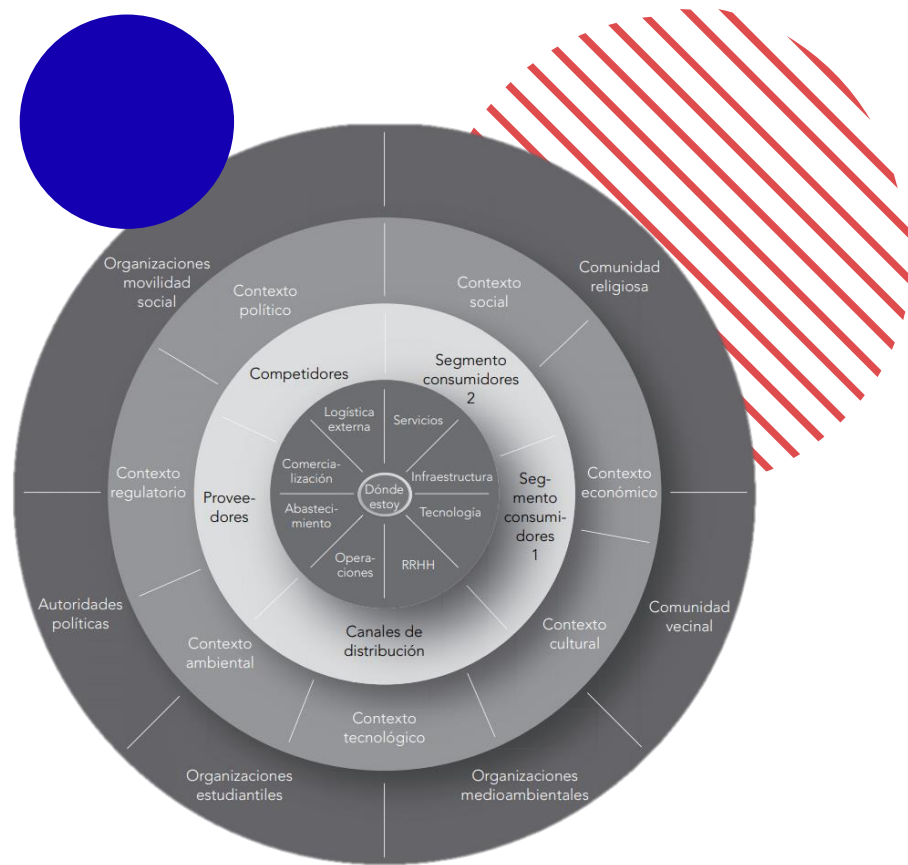 Organizaciones
movilidad
social
Comunidad
religiosa
Contexto
político
Contexto
social
Competidores
Segmento
consumidores
2
Logística
externa
Servicios
Comercia-
lización
Infraestructura
Dónde
estoy
Abasteci-
miento
Tecnología
Opera-
ciones
RRHH
Contexto
regulatorio
Provee-
dores
Seg-
mento
consumi-
dores
1
Contexto
económico
Autoridades
políticas
Comunidad
vecinal
Contexto
ambiental
Canales de
distribución
Contexto
cultural
Contexto
tecnológico
Organizaciones
estudiantiles
Organizaciones
medioambientales